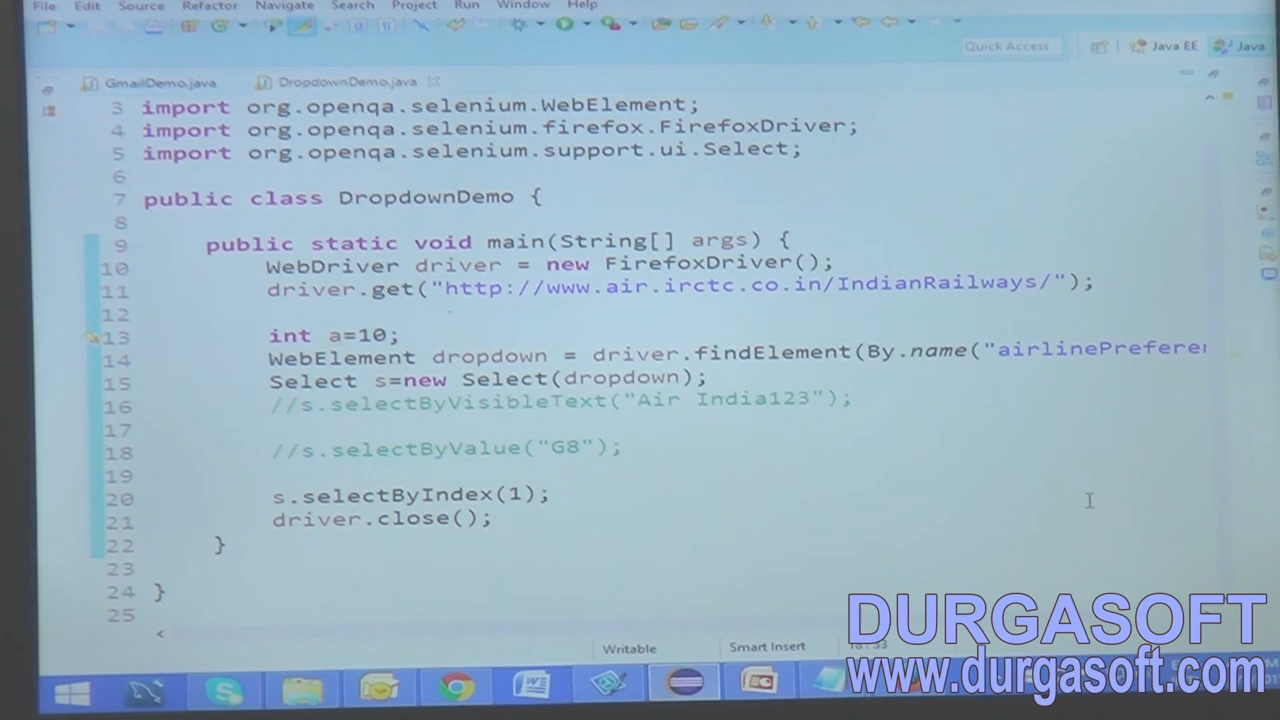 File Edit Source Refactor Navigate Search Project Run Window Help
Quick Access Java EE Java
GmailDemo.java DropdownDemo.java
3 import org.openqa.selenium.WebElement;
4 import org.openqa.selenium.firefox.FirefoxDriver;
5 import org.openqa.selenium.support.ui.Select;
6
7 public class DropdownDemo {
8
9 public static void main(String[] args) {
10 WebDriver driver = new FirefoxDriver();
11 driver.get("http://www.air.irctc.co.in/IndianRailways/");
12
13 int a=10;
14 WebElement dropdown = driver.findElement(By.name("airlinePreferen
15 Select s=new Select(dropdown);
16 //s.selectByVisibleText("Air India123");
17
18 //s.selectByValue("G8");
19
20 s.selectByIndex(1);
21 driver.close();
22 }
23
24 }
25
Writable Smart Insert
DURGASOFT
www.durgasoft.com